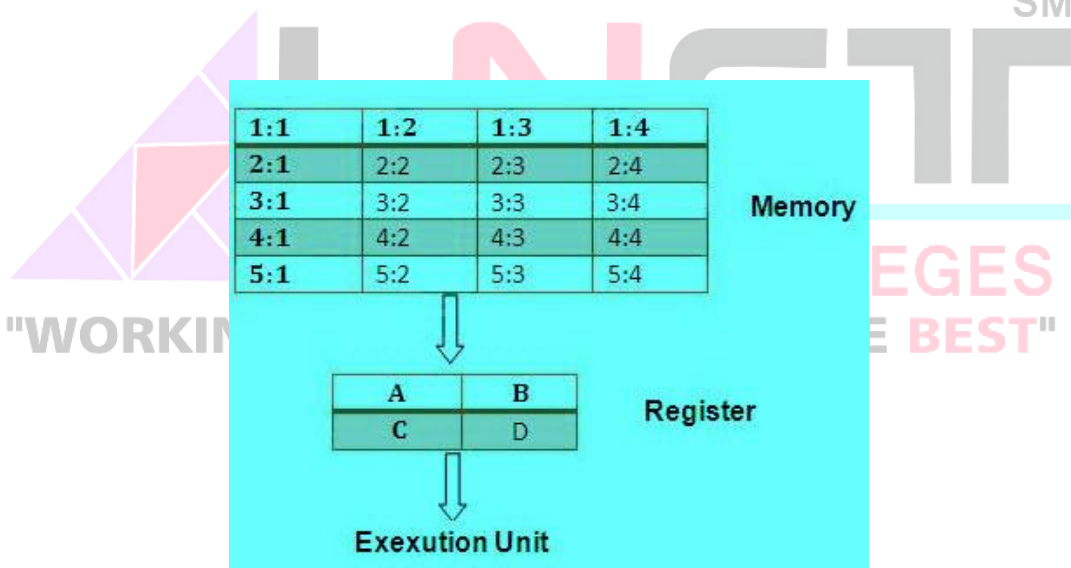 SM
LNCT
1:1 1:2 1:3 1:4
2:1 2:2 2:3 2:4
3:1 3:2 3:3 3:4
Memory
4:1 4:2 4:3 4:4
5:1 5:2 5:3 5:4
EGES
"WORKIN E BEST"
A B
Register
C D
Exexution Unit